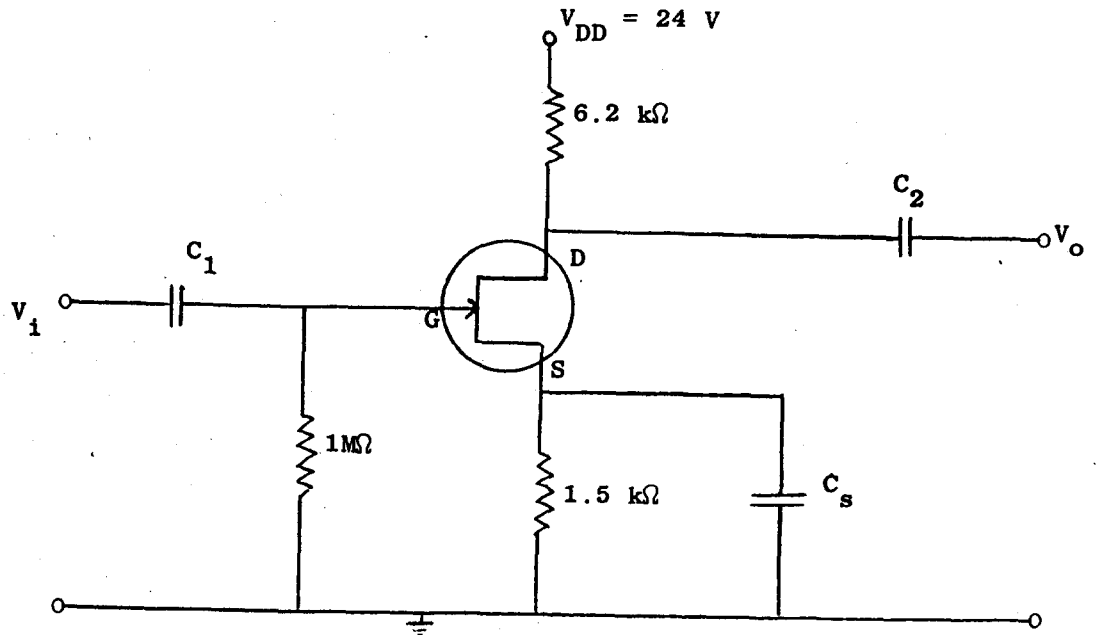 V_DD = 24 V
6.2 kΩ
C_2
V_o
D
C_1
V_i
G
S
1MΩ
1.5 kΩ
C_s